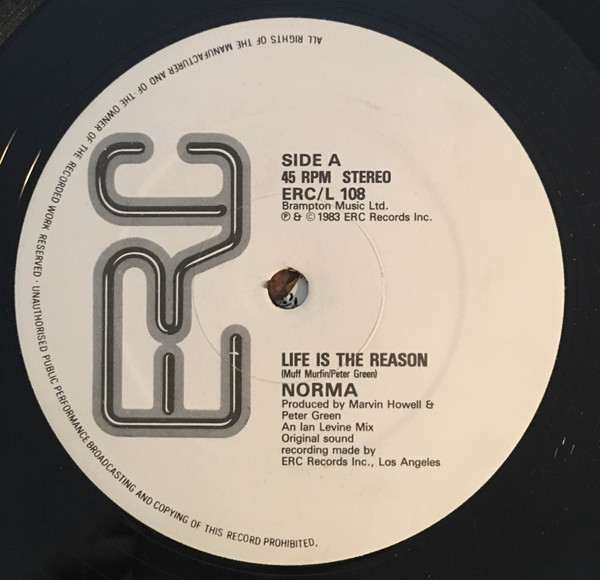 ERC
SIDE A
45 RPM STEREO
ERC/L 108
Brampton Music Ltd.
℗ & © 1983 ERC Records Inc.
LIFE IS THE REASON
(Muff Murfin/Peter Green)
NORMA
Produced by Marvin Howell &
Peter Green
An Ian Levine Mix
Original sound
recording made by
ERC Records Inc., Los Angeles
ALL RIGHTS OF THE MANUFACTURER AND OF THE OWNER OF THE RECORDED WORK RESERVED - UNAUTHORISED PUBLIC PERFORMANCE BROADCASTING AND COPYING OF THIS RECORD PROHIBITED.